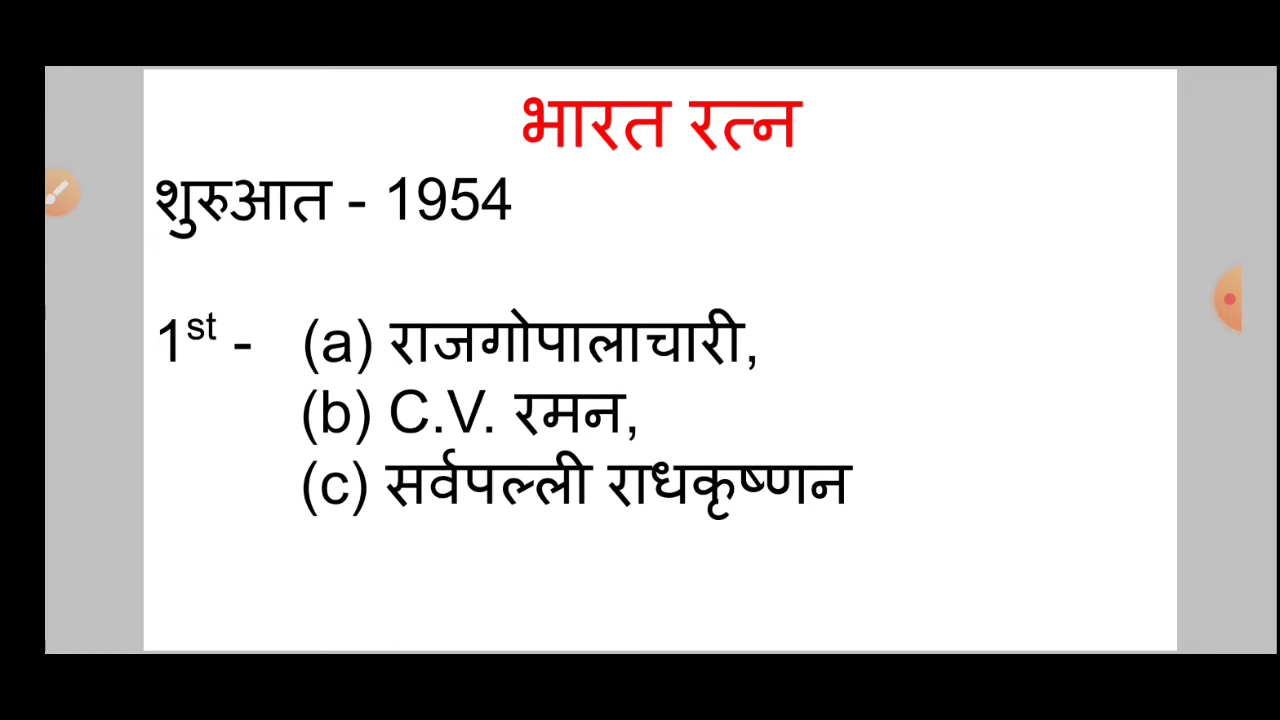 भारत रत्न
शुरुआत - 1954
1st - (a) राजगोपालाचारी,
(b) C.V. रमन,
(c) सर्वपल्ली राधकृष्णन